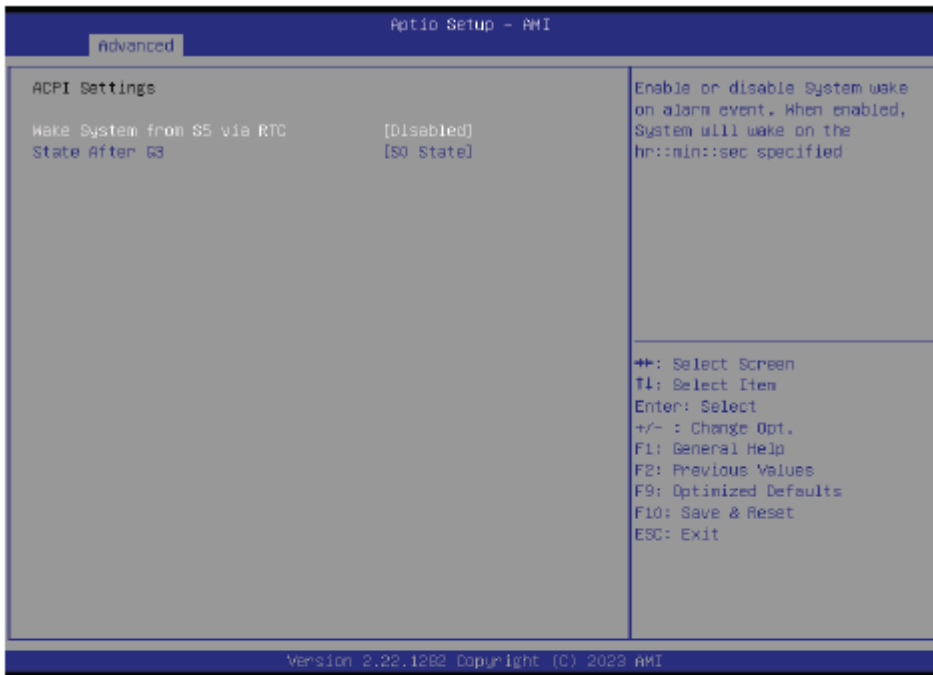 Aptio Setup - AMI
Advanced
ACPI Settings
Wake System from S5 via RTC [Disabled]
State After G3 [S0 State]
Enable or disable System wake
on alarm event. When enabled,
System will wake on the
hr::min::sec specified
→←: Select Screen
↑↓: Select Item
Enter: Select
+/- : Change Opt.
F1: General Help
F2: Previous Values
F9: Optimized Defaults
F10: Save & Reset
ESC: Exit
Version 2.22.1282 Copyright (C) 2023 AMI